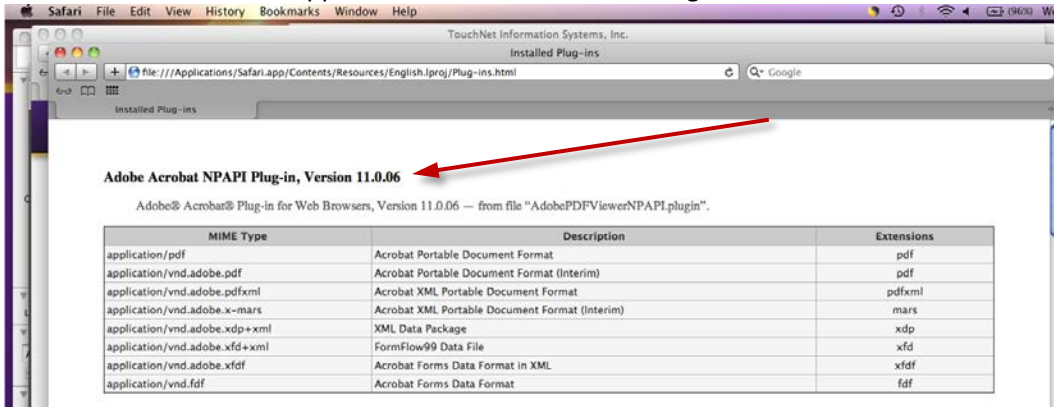 Safari File Edit View History Bookmarks Window Help (96%)
TouchNet Information Systems, Inc.
Installed Plug-ins
file:///Applications/Safari.app/Contents/Resources/English.lproj/Plug-ins.html Google
Installed Plug-ins
Adobe Acrobat NPAPI Plug-in, Version 11.0.06
Adobe® Acrobat® Plug-in for Web Browsers, Version 11.0.06 — from file “AdobePDFViewerNPAPI.plugin”.
MIME Type Description Extensions
application/pdf Acrobat Portable Document Format pdf
application/vnd.adobe.pdf Acrobat Portable Document Format (Interim) pdf
application/vnd.adobe.pdfxml Acrobat XML Portable Document Format pdfxml
application/vnd.adobe.x-mars Acrobat XML Portable Document Format (Interim) mars
application/vnd.adobe.xdp+xml XML Data Package xdp
application/vnd.adobe.xfd+xml FormFlow99 Data File xfd
application/vnd.adobe.xfdf Acrobat Forms Data Format in XML xfdf
application/vnd.fdf Acrobat Forms Data Format fdf